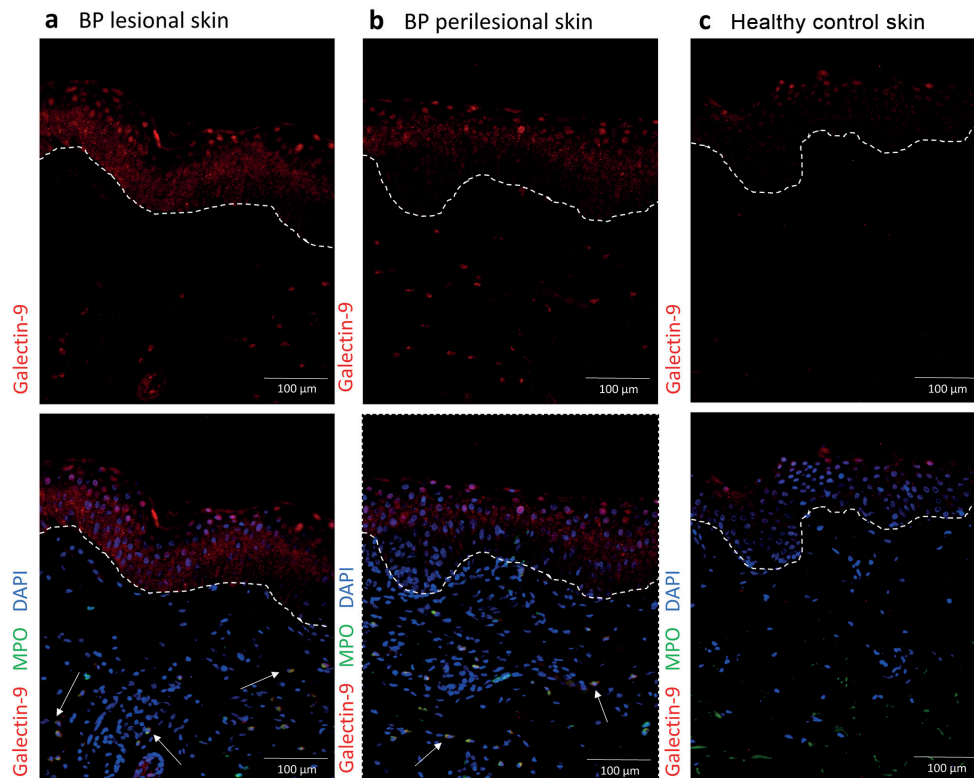 a BP lesional skin
b BP perilesional skin
c Healthy control skin
Galectin-9
100 µm
Galectin-9
100 µm
Galectin-9
100 µm
Galectin-9 MPO DAPI
100 µm
Galectin-9 MPO DAPI
100 µm
Galectin-9 MPO DAPI
100 µm